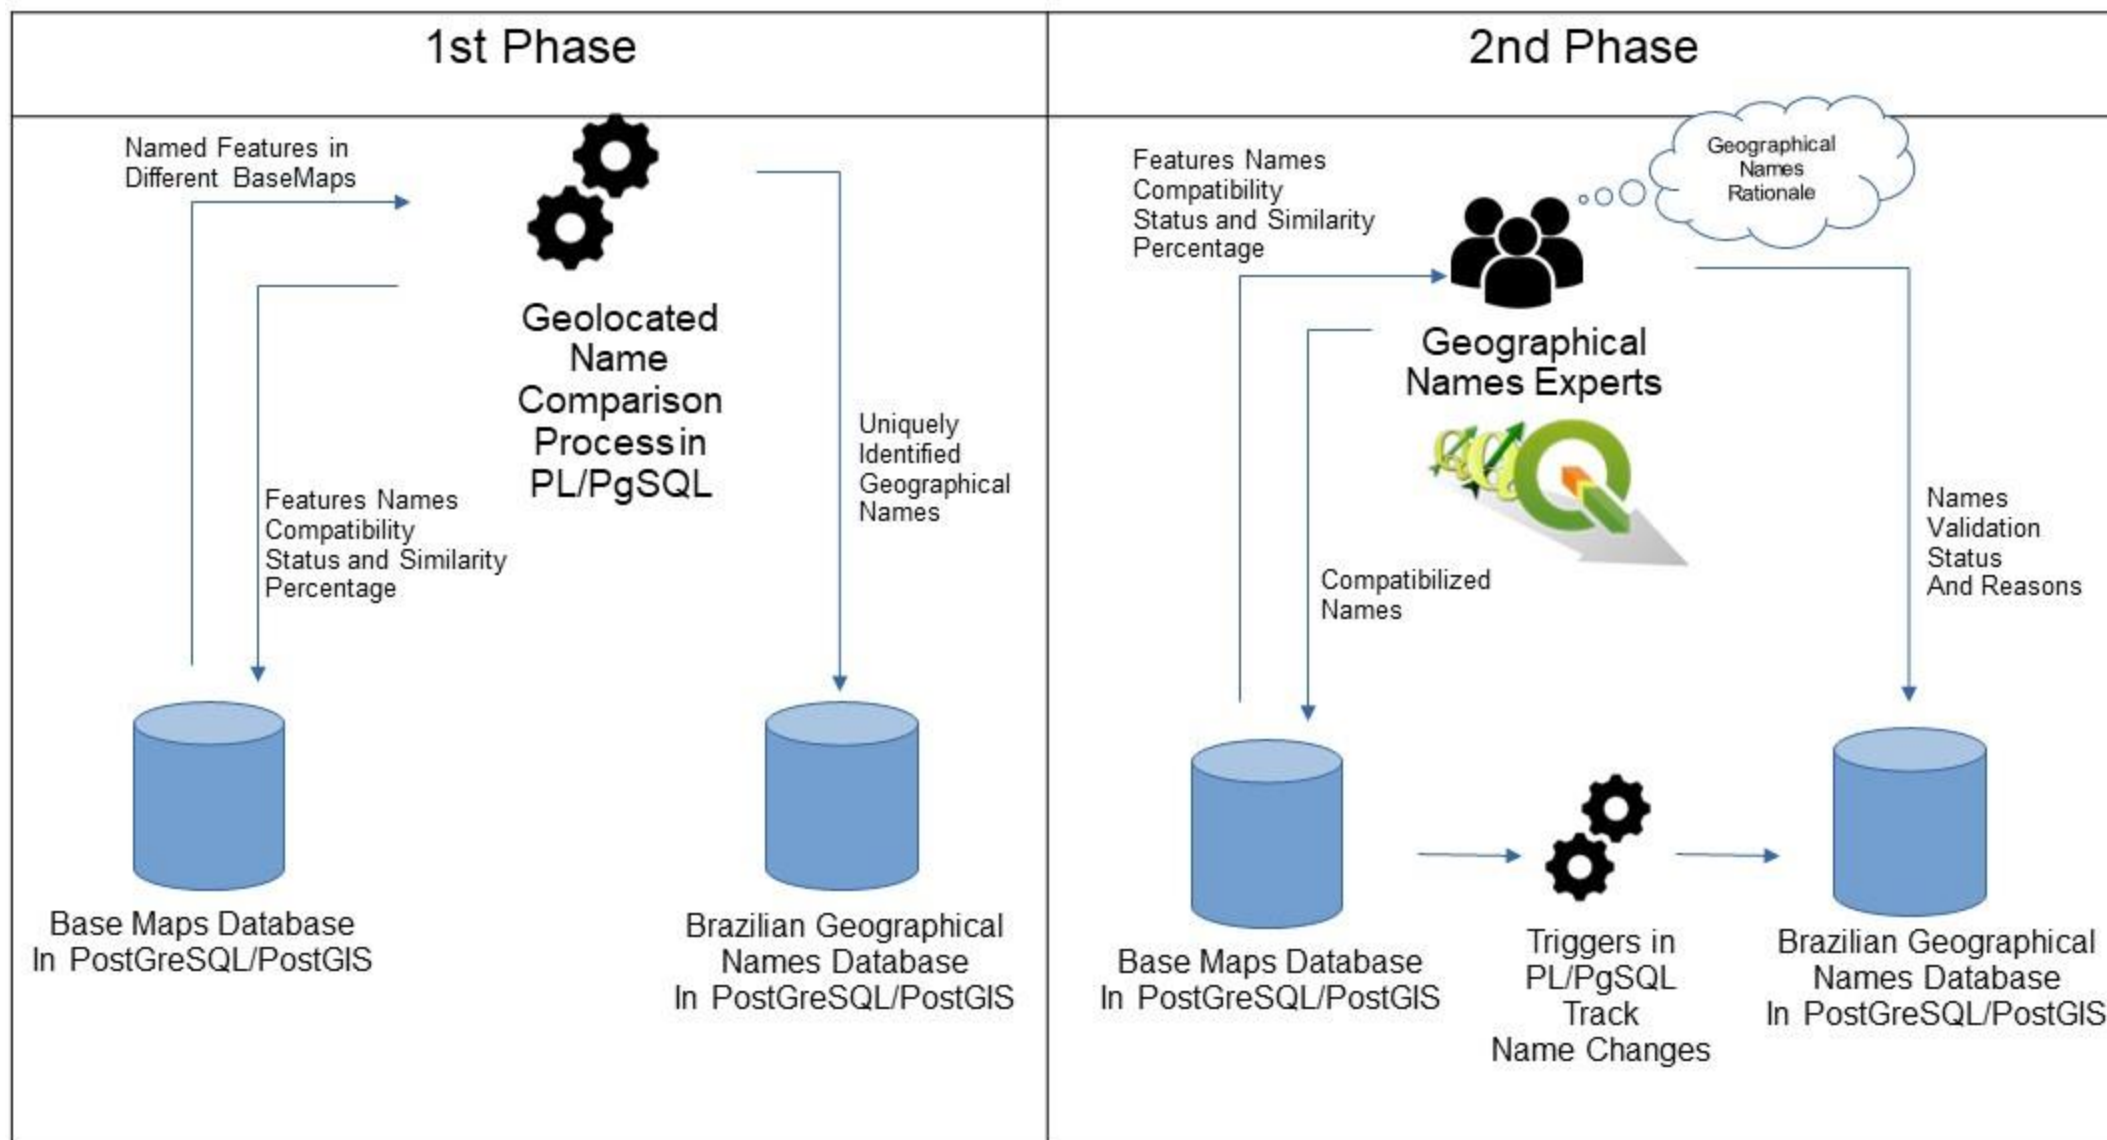 1st Phase
2nd Phase
Named Features in
Different BaseMaps
Geolocated
Name
Comparison
Process in
PL/PgSQL
Features Names
Compatibility
Status and Similarity
Percentage
Uniquely
Identified
Geographical
Names
Base Maps Database
In PostGreSQL/PostGIS
Brazilian Geographical
Names Database
In PostGreSQL/PostGIS
Features Names
Compatibility
Status and Similarity
Percentage
Geographical
Names
Rationale
Geographical
Names Experts
Compatibilized
Names
Names
Validation
Status
And Reasons
Base Maps Database
In PostGreSQL/PostGIS
Triggers in
PL/PgSQL
Track
Name Changes
Brazilian Geographical
Names Database
In PostGreSQL/PostGIS